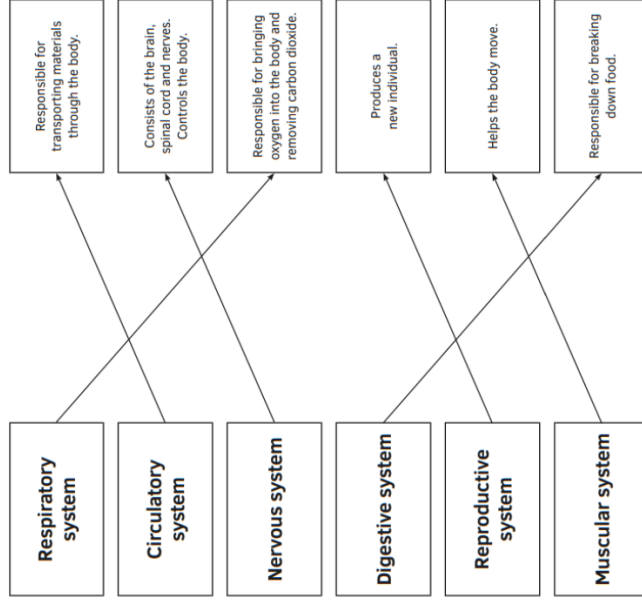 Respiratory
system
Circulatory
system
Nervous system
Digestive system
Reproductive
system
Muscular system
Responsible for
transporting materials
through the body.
Consists of the brain,
spinal cord and nerves.
Controls the body.
Responsible for bringing
oxygen into the body and
removing carbon dioxide.
Produces a
new individual.
Helps the body move.
Responsible for breaking
down food.